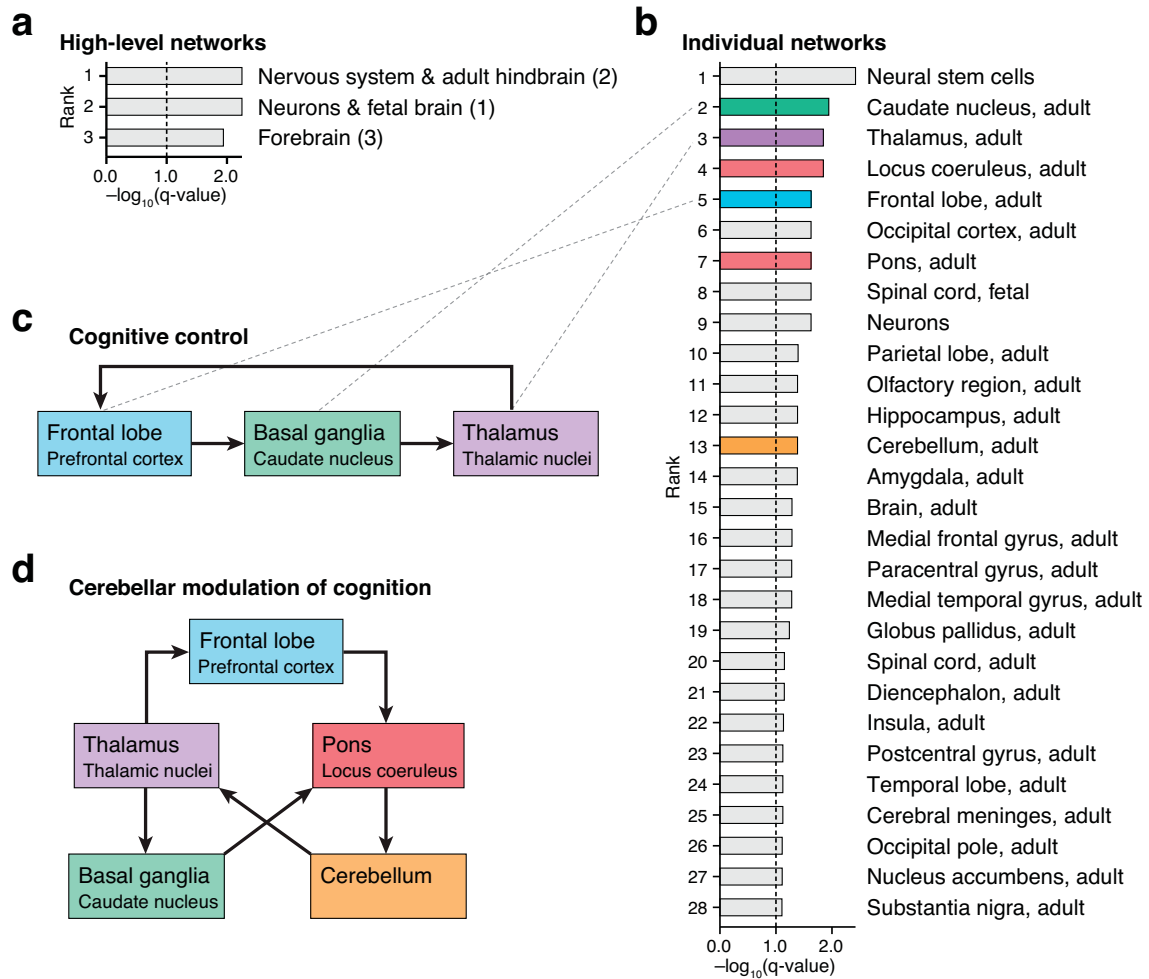 a
High-level networks
Rank
1 Nervous system & adult hindbrain (2)
2 Neurons & fetal brain (1)
3 Forebrain (3)
0.0 1.0 2.0
–log10(q-value)
b
Individual networks
Rank
1 Neural stem cells
2 Caudate nucleus, adult
3 Thalamus, adult
4 Locus coeruleus, adult
5 Frontal lobe, adult
6 Occipital cortex, adult
7 Pons, adult
8 Spinal cord, fetal
9 Neurons
10 Parietal lobe, adult
11 Olfactory region, adult
12 Hippocampus, adult
13 Cerebellum, adult
14 Amygdala, adult
15 Brain, adult
16 Medial frontal gyrus, adult
17 Paracentral gyrus, adult
18 Medial temporal gyrus, adult
19 Globus pallidus, adult
20 Spinal cord, adult
21 Diencephalon, adult
22 Insula, adult
23 Postcentral gyrus, adult
24 Temporal lobe, adult
25 Cerebral meninges, adult
26 Occipital pole, adult
27 Nucleus accumbens, adult
28 Substantia nigra, adult
0.0 1.0 2.0
–log10(q-value)
c
Cognitive control
Frontal lobe
Prefrontal cortex
Basal ganglia
Caudate nucleus
Thalamus
Thalamic nuclei
d
Cerebellar modulation of cognition
Frontal lobe
Prefrontal cortex
Thalamus
Thalamic nuclei
Pons
Locus coeruleus
Basal ganglia
Caudate nucleus
Cerebellum